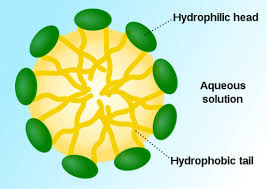 Hydrophilic head
Aqueous
solution
Hydrophobic tail